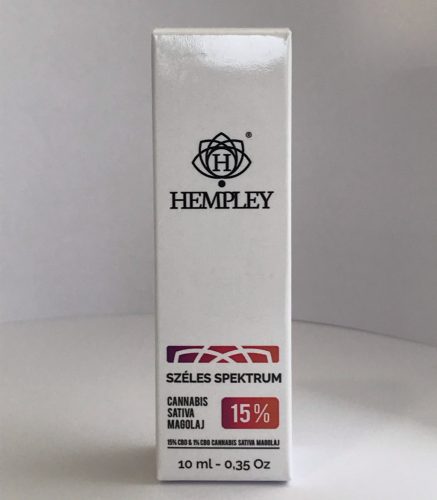 H
®
HEMPLEY
SZÉLES SPEKTRUM
CANNABIS
SATIVA
MAGOLAJ
15%
15% CBD & 1% CBG CANNABIS SATIVA MAGOLAJ
10 ml - 0,35 Oz